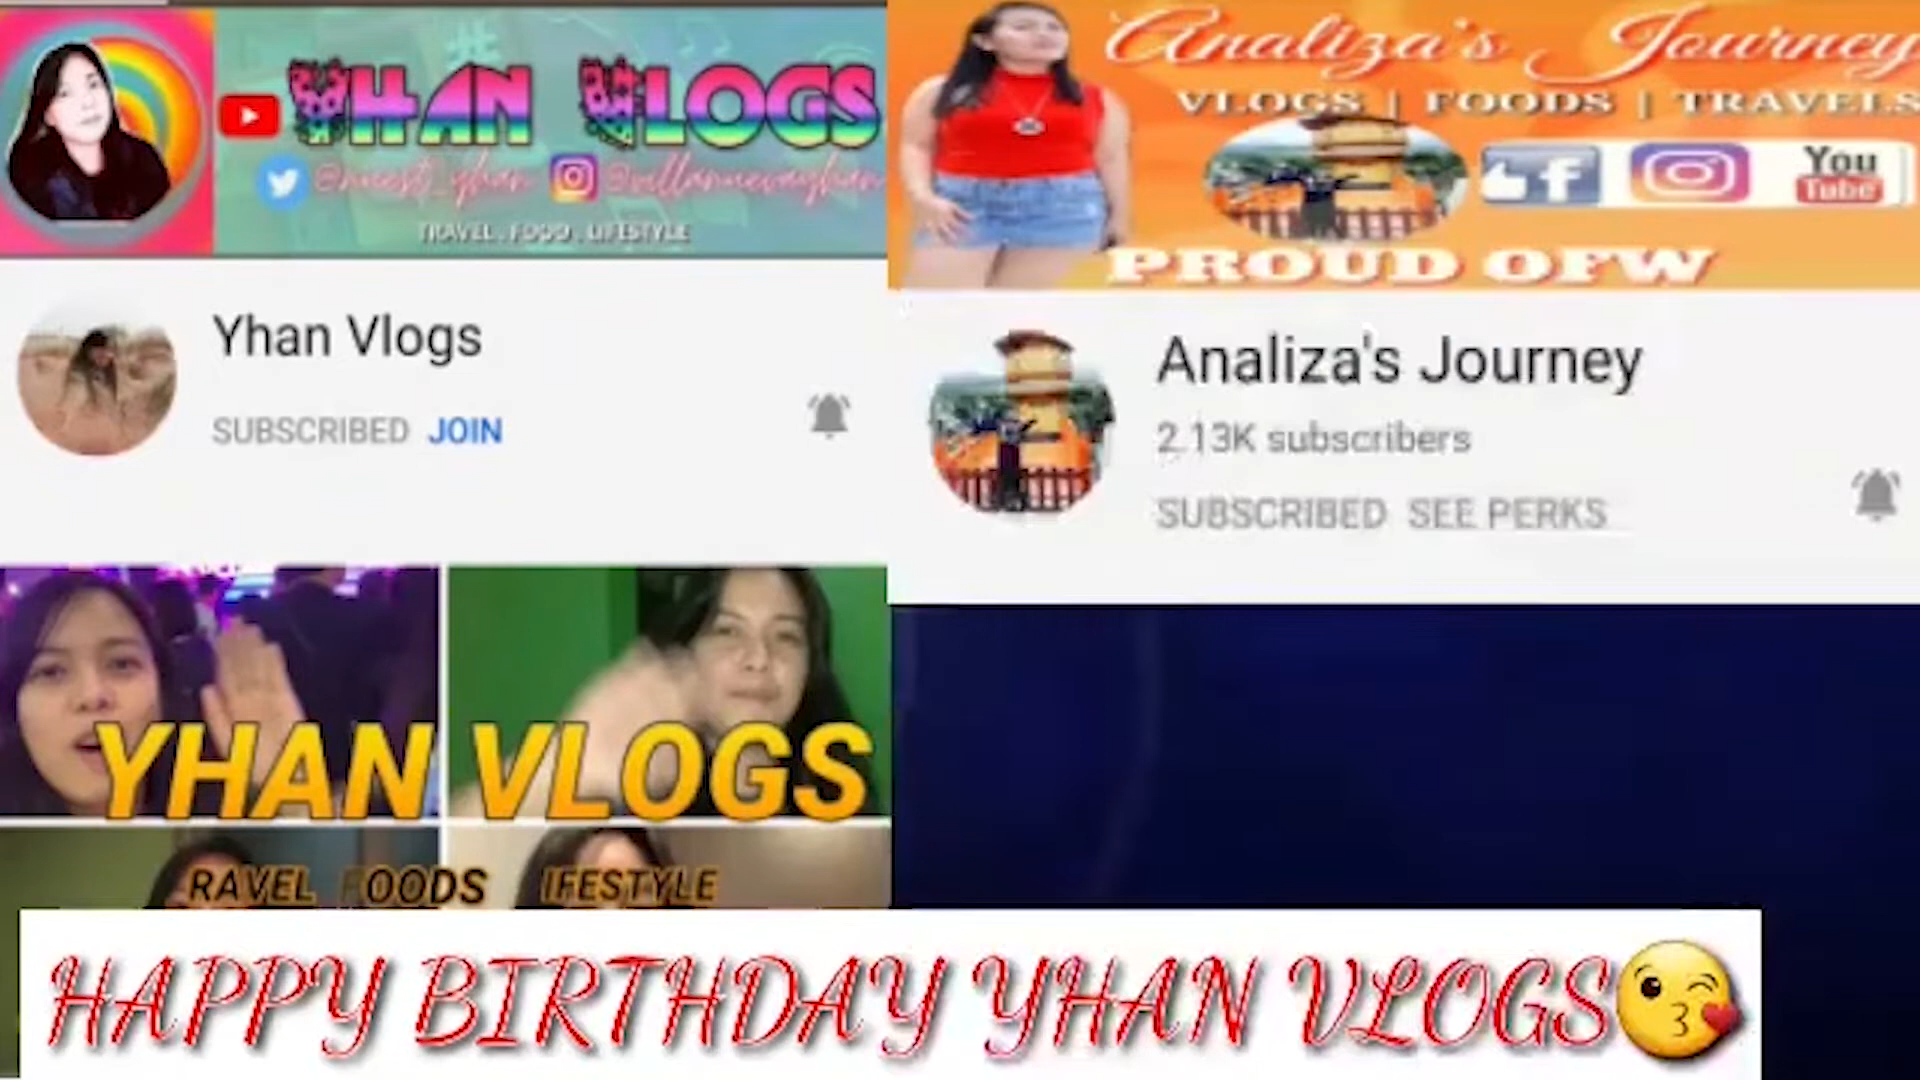 YHAN VLOGS
TRAVEL . FOOD . LIFESTYLE
Yhan Vlogs
SUBSCRIBED JOIN
YHAN VLOGS
RAVEL OODS IFESTYLE
Analiza's Journey
VLOGS | FOODS | TRAVELS
You
Tube
PROUD OFW
Analiza's Journey
2.13K subscribers
SUBSCRIBED SEE PERKS
HAPPY BIRTHDAY YHAN VLOGS